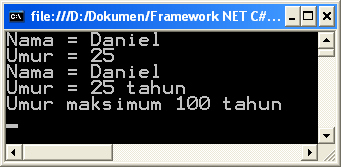 file:///D:/Dokumen/Framework NET C#...
Nama = Daniel
Umur = 25
Nama = Daniel
Umur = 25 tahun
Umur maksimum 100 tahun